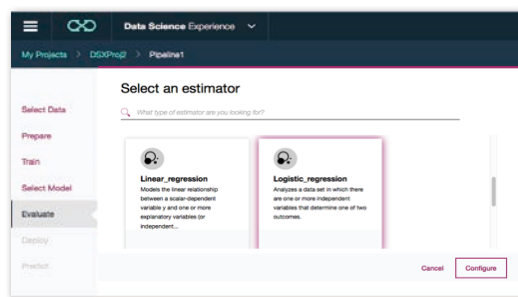 Data Science Experience
My Projects > DSXProj2 > Pipeline1
Select an estimator
What type of estimator are you looking for?
Select Data
Prepare
Train
Select Model
Evaluate
Deploy
Predict
Linear_regression
Models the linear relationship
between a scalar-dependent
variable y and one or more
explanatory variables (or
independent...
Logistic_regression
Analyzes a data set in which there
are one or more independent
variables that determine one of two
outcomes.
Cancel
Configure